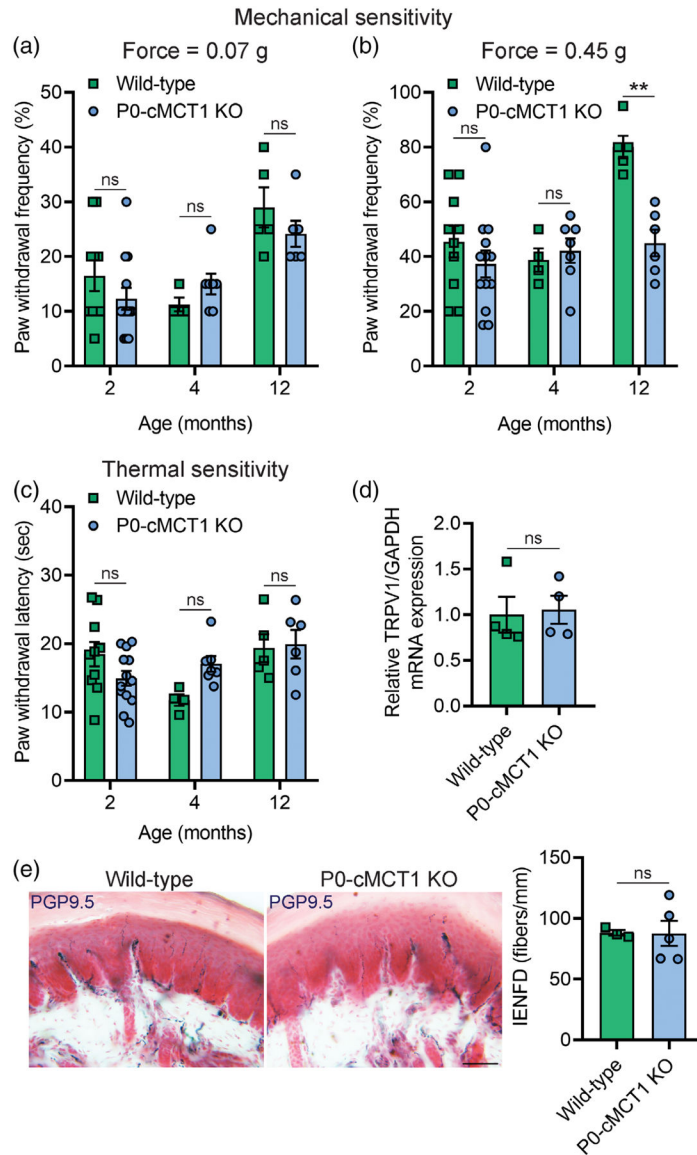 Mechanical sensitivity
(a)
Force = 0.07 g
Wild-type
P0-cMCT1 KO
Paw withdrawal frequency (%)
50
40
30
20
10
0
ns
ns
ns
2
4
12
Age (months)
(b)
Force = 0.45 g
Wild-type
P0-cMCT1 KO
Paw withdrawal frequency (%)
100
80
60
40
20
0
ns
ns
**
2
4
12
Age (months)
Thermal sensitivity
(c)
Wild-type
P0-cMCT1 KO
Paw withdrawal latency (sec)
40
30
20
10
0
ns
ns
ns
2
4
12
Age (months)
(d)
Relative TRPV1/GAPDH
mRNA expression
2.0
1.5
1.0
0.5
0.0
ns
Wild-type
P0-cMCT1 KO
(e)
Wild-type
PGP9.5
P0-cMCT1 KO
PGP9.5
IENFD (fibers/mm)
150
100
50
0
ns
Wild-type
P0-cMCT1 KO